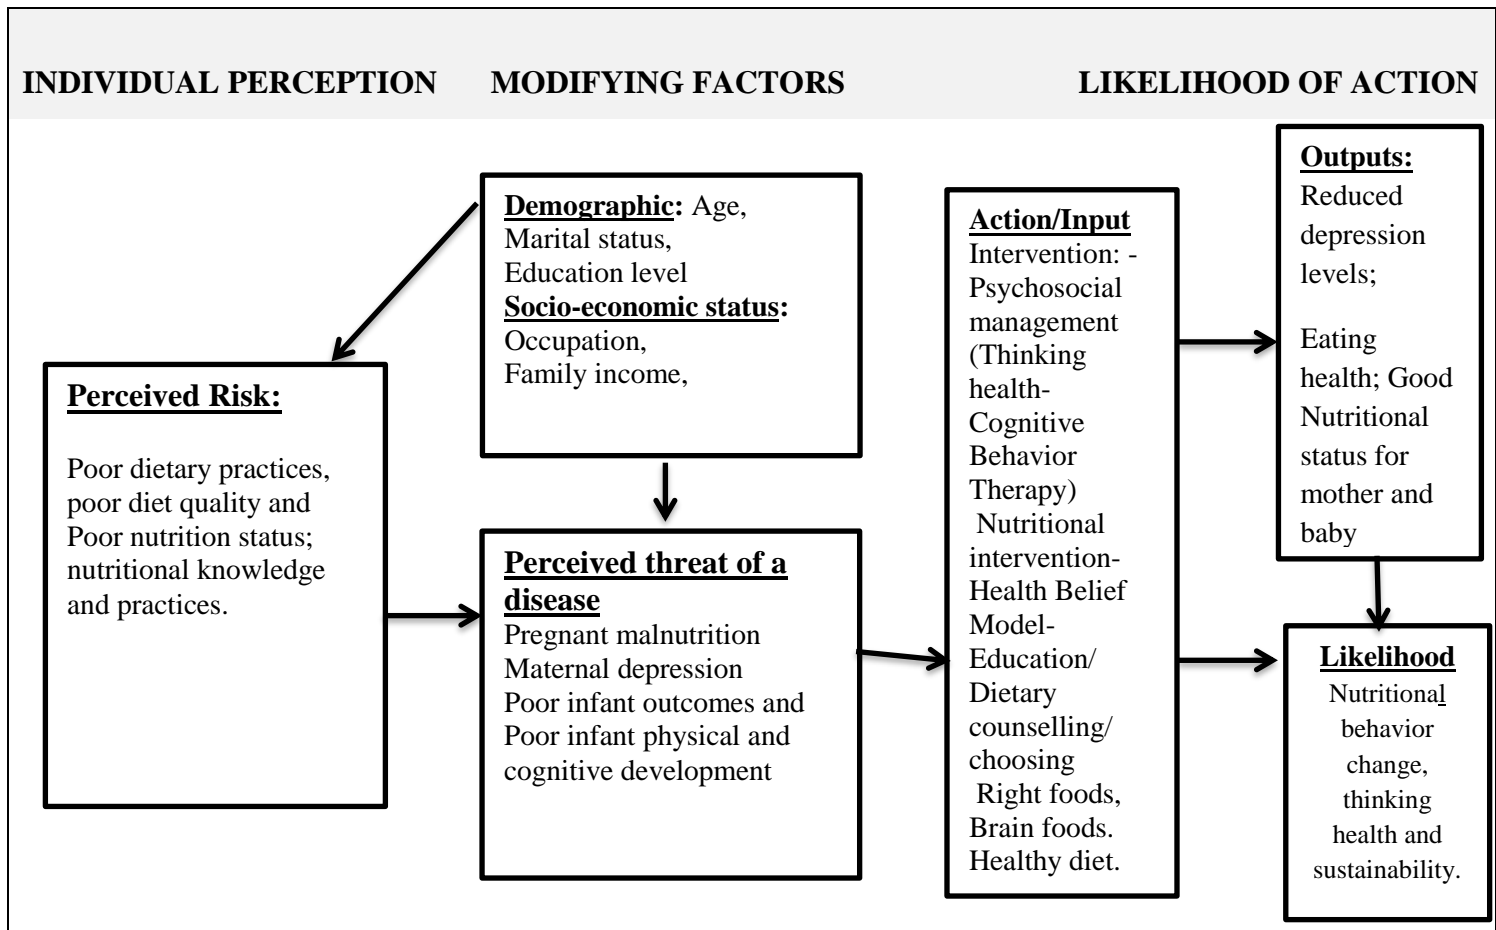 INDIVIDUAL PERCEPTION
MODIFYING FACTORS
LIKELIHOOD OF ACTION
Perceived Risk:
Poor dietary practices,
poor diet quality and
Poor nutrition status;
nutritional knowledge
and practices.
Demographic: Age,
Marital status,
Education level
Socio-economic status:
Occupation,
Family income,
Perceived threat of a
disease
Pregnant malnutrition
Maternal depression
Poor infant outcomes and
Poor infant physical and
cognitive development
Action/Input
Intervention: -
Psychosocial
management
(Thinking
health-
Cognitive
Behavior
Therapy)
Nutritional
intervention-
Health Belief
Model-
Education/
Dietary
counselling/
choosing
Right foods,
Brain foods.
Healthy diet.
Outputs:
Reduced
depression
levels;
Eating
health; Good
Nutritional
status for
mother and
baby
Likelihood
Nutritional
behavior
change,
thinking
health and
sustainability.